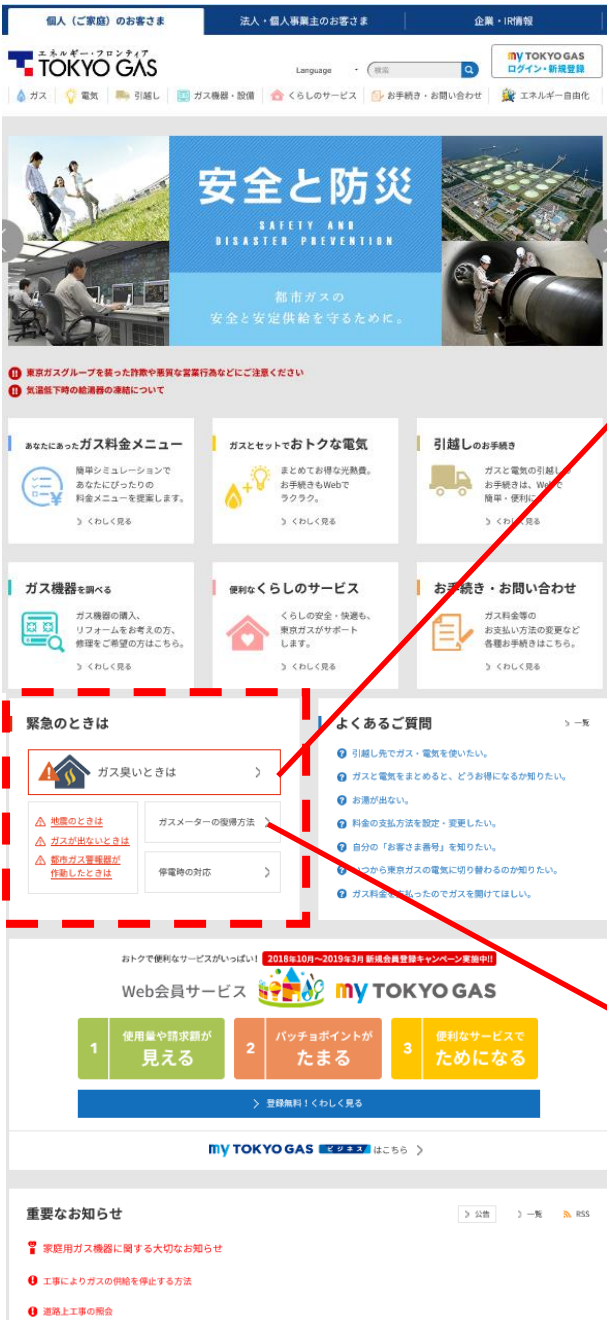 個人（ご家庭）のお客さま
法人・個人事業主のお客さま
企業・IR情報
エネルギー・フロンティア
TOKYO GAS
Language
検索
my TOKYO GAS
ログイン・新規登録
ガス
電気
引越し
ガス機器・設備
くらしのサービス
お手続き・お問い合わせ
エネルギー自由化
安全と防災
SAFETY AND
DISASTER PREVENTION
都市ガスの
安全と安定供給を守るために。
東京ガスグループを装った詐欺や悪質な営業行為などにご注意ください
気温低下時の給湯器の凍結について
あなたにあったガス料金メニュー
簡単シミュレーションで
あなたにぴったりの
料金メニューを提案します。
くわしく見る
ガスとセットでおトクな電気
まとめてお得な光熱費。
お手続きもWebで
ラクラク。
くわしく見る
引越しのお手続き
ガスと電気の引越しの
お手続きは、Webで
簡単・便利に
くわしく見る
ガス機器を調べる
ガス機器の購入、
リフォームをお考えの方、
修理をご希望の方はこちら。
くわしく見る
便利なくらしのサービス
くらしの安全・快適も、
東京ガスがサポート
します。
くわしく見る
お手続き・お問い合わせ
ガス料金等の
お支払い方法の変更など
各種お手続きはこちら。
くわしく見る
緊急のときは
ガス臭いときは
地震のときは
ガスが出ないときは
都市ガス警報器が
作動したときは
ガスメーターの復帰方法
停電時の対応
よくあるご質問
一覧
引越し先でガス・電気を使いたい。
ガスと電気をまとめると、どうお得になるか知りたい。
お湯が出ない。
料金の支払方法を設定・変更したい。
自分の「お客さま番号」を知りたい。
いつから東京ガスの電気に切り替わるのか知りたい。
ガス料金を支払ったのでガスを開けてほしい。
おトクで便利なサービスがいっぱい! 2018年10月～2019年3月 新規会員登録キャンペーン実施中!!
Web会員サービス my TOKYO GAS
1 使用量や請求額が
見える
2 パッチョポイントが
たまる
3 便利なサービスで
ためになる
登録無料！くわしく見る
my TOKYO GAS ビジネス はこちら
重要なお知らせ
公告
一覧
RSS
家庭用ガス機器に関する大切なお知らせ
工事によりガスの供給を停止する方法
道路上工事の照会